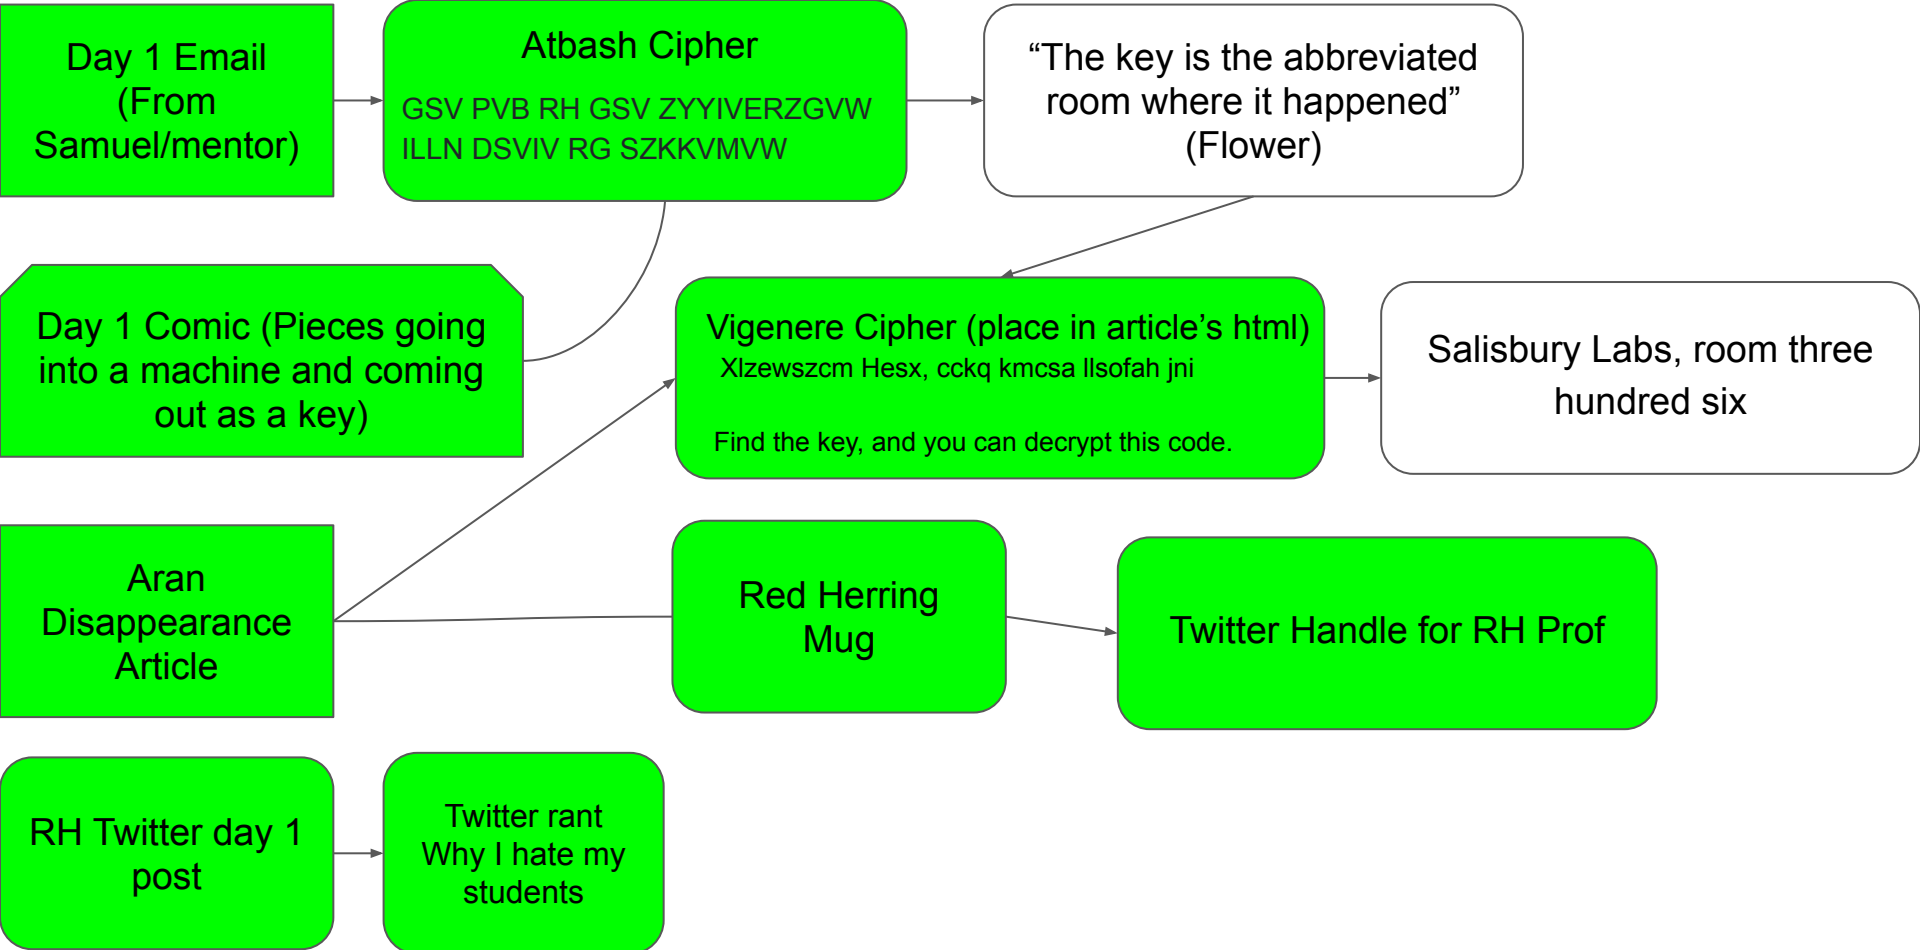 Day 1 Email
(From
Samuel/mentor)
Atbash Cipher
GSV PVB RH GSV ZYYIVERZGVW
ILLN DSVIV RG SZKKVMVW
“The key is the abbreviated
room where it happened”
(Flower)
Day 1 Comic (Pieces going
into a machine and coming
out as a key)
Vigenere Cipher (place in article's html)
Xlzewszcm Hesx, cckq kmcsa llsofah jni
Find the key, and you can decrypt this code.
Salisbury Labs, room three
hundred six
Aran
Disappearance
Article
Red Herring
Mug
Twitter Handle for RH Prof
RH Twitter day 1
post
Twitter rant
Why I hate my
students